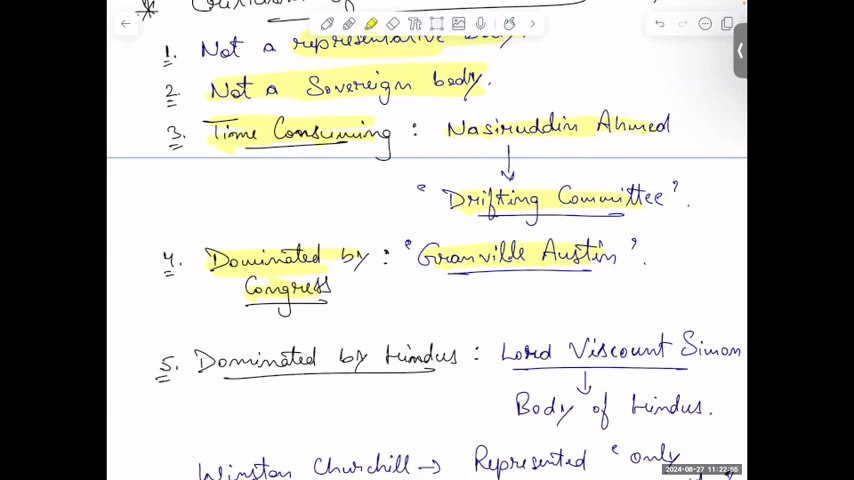 * Criticism of
1. Not a representative Body.
2. Not a Sovereign body.
3. Time Consuming : Nasiruddin Ahmed
"Drifting Committee".
4. Dominated by : "Granville Austin".
Congress
5. Dominated by Hindus : Lord Viscount Simon
Body of Hindus.
Winston Churchill → Represented "only
2024-08-27 11:22:55